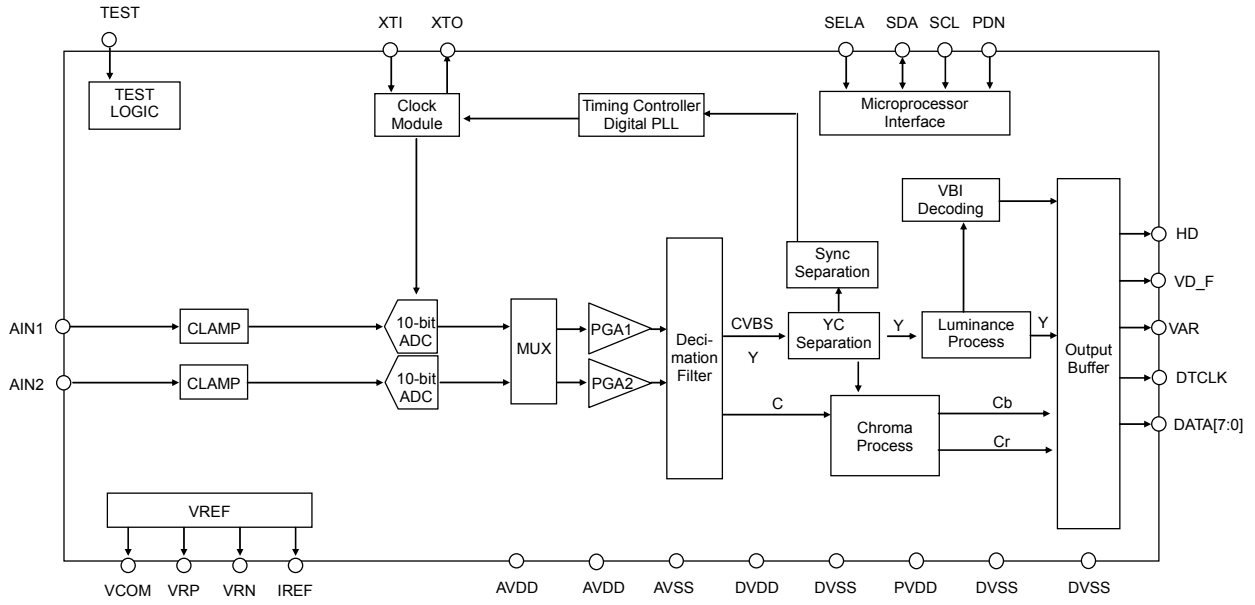 TEST
XTI
XTO
SELA
SDA
SCL
PDN
TEST
LOGIC
Clock
Module
Timing Controller
Digital PLL
Microprocessor
Interface
VBI
Decoding
HD
Sync
Separation
VD_F
AIN1
CLAMP
10-bit
ADC
MUX
PGA1
Deci-
mation
Filter
CVBS
Y
YC
Separation
Y
Luminance
Process
Y
Output
Buffer
VAR
AIN2
CLAMP
10-bit
ADC
PGA2
DTCLK
C
Chroma
Process
Cb
Cr
DATA[7:0]
VREF
VCOM
VRP
VRN
IREF
AVDD
AVDD
AVSS
DVDD
DVSS
PVDD
DVSS
DVSS